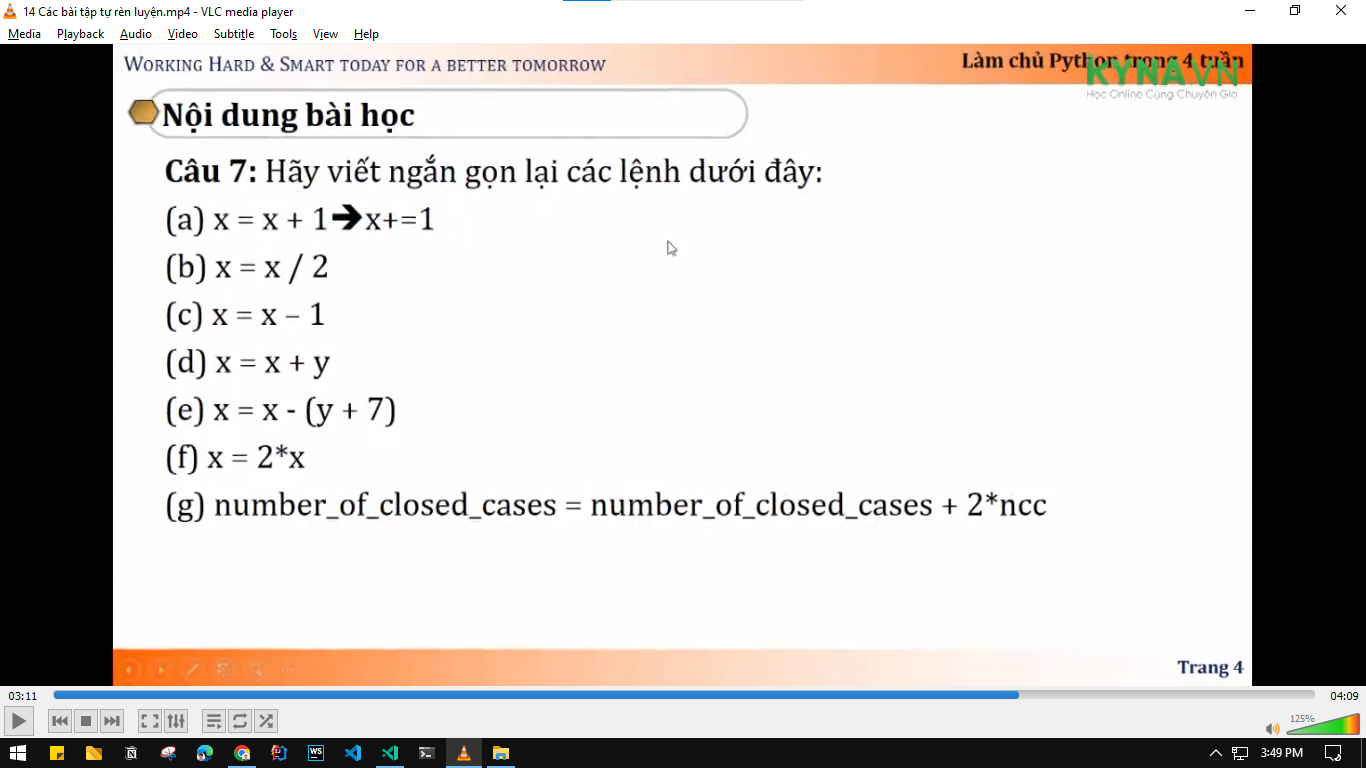 14 Các bài tập tự rèn luyện.mp4 - VLC media player
Media Playback Audio Video Subtitle Tools View Help
WORKING HARD & SMART TODAY FOR A BETTER TOMORROW
Làm chủ Python trong 4 tuần
KYNA.VN
Học Online Cùng Chuyên Gia
Nội dung bài học
Câu 7: Hãy viết ngắn gọn lại các lệnh dưới đây:
(a) x = x + 1🡺x+=1
(b) x = x / 2
(c) x = x – 1
(d) x = x + y
(e) x = x - (y + 7)
(f) x = 2*x
(g) number_of_closed_cases = number_of_closed_cases + 2*ncc
Trang 4
03:11
04:09
125%
WS
3:49 PM